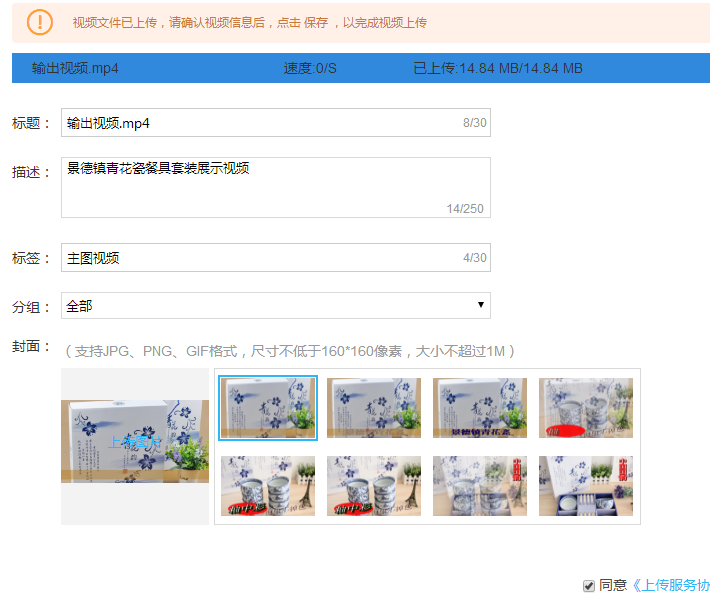 视频文件已上传，请确认视频信息后，点击 保存 ，以完成视频上传
输出视频.mp4 速度:0/S 已上传:14.84 MB/14.84 MB
标题： 输出视频.mp4 8/30
描述： 景德镇青花瓷餐具套装展示视频
14/250
标签： 主图视频 4/30
分组： 全部
封面： （支持JPG、PNG、GIF格式，尺寸不低于160*160像素，大小不超过1M ）
上传图片
同意《上传服务协